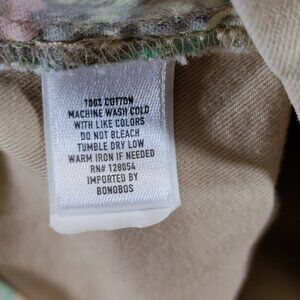 100% COTTON
MACHINE WASH COLD
WITH LIKE COLORS
DO NOT BLEACH
TUMBLE DRY LOW
WARM IRON IF NEEDED
RN# 128054
IMPORTED BY
BONOBOS